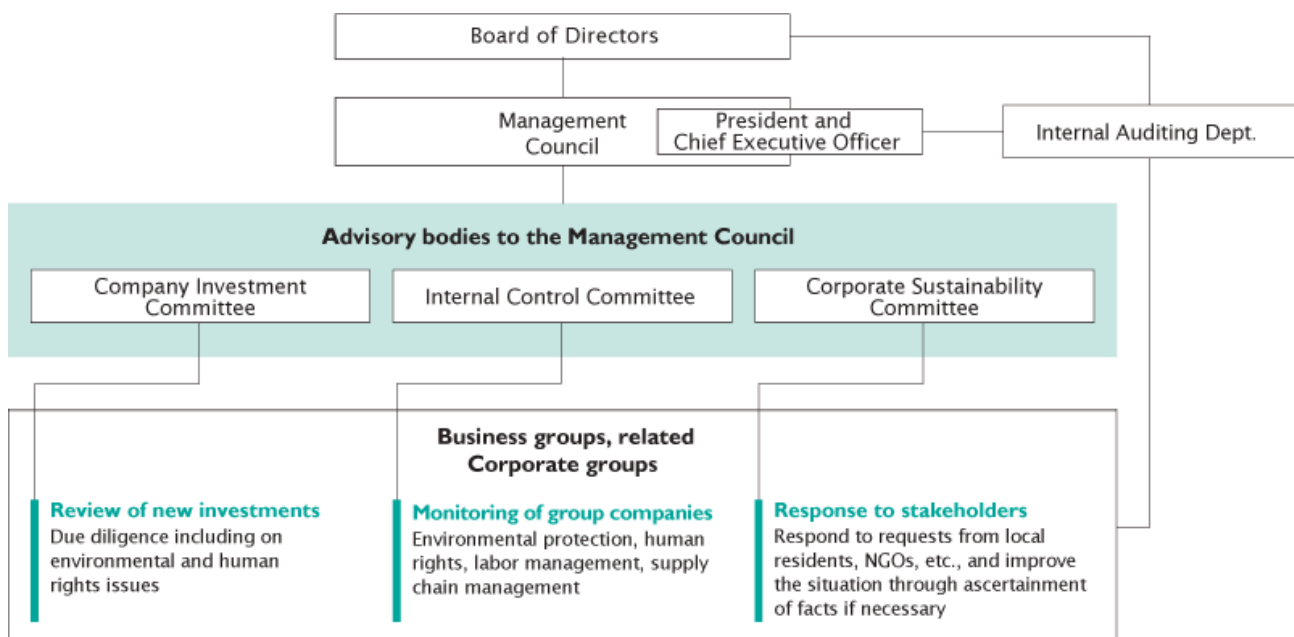 Board of Directors
Management
Council
President and
Chief Executive Officer
Internal Auditing Dept.
Advisory bodies to the Management Council
Company Investment
Committee
Internal Control Committee
Corporate Sustainability
Committee
Business groups, related
Corporate groups
Review of new investments
Due diligence including on
environmental and human
rights issues
Monitoring of group companies
Environmental protection, human
rights, labor management, supply
chain management
Response to stakeholders
Respond to requests from local
residents, NGOs, etc., and improve
the situation through ascertainment
of facts if necessary